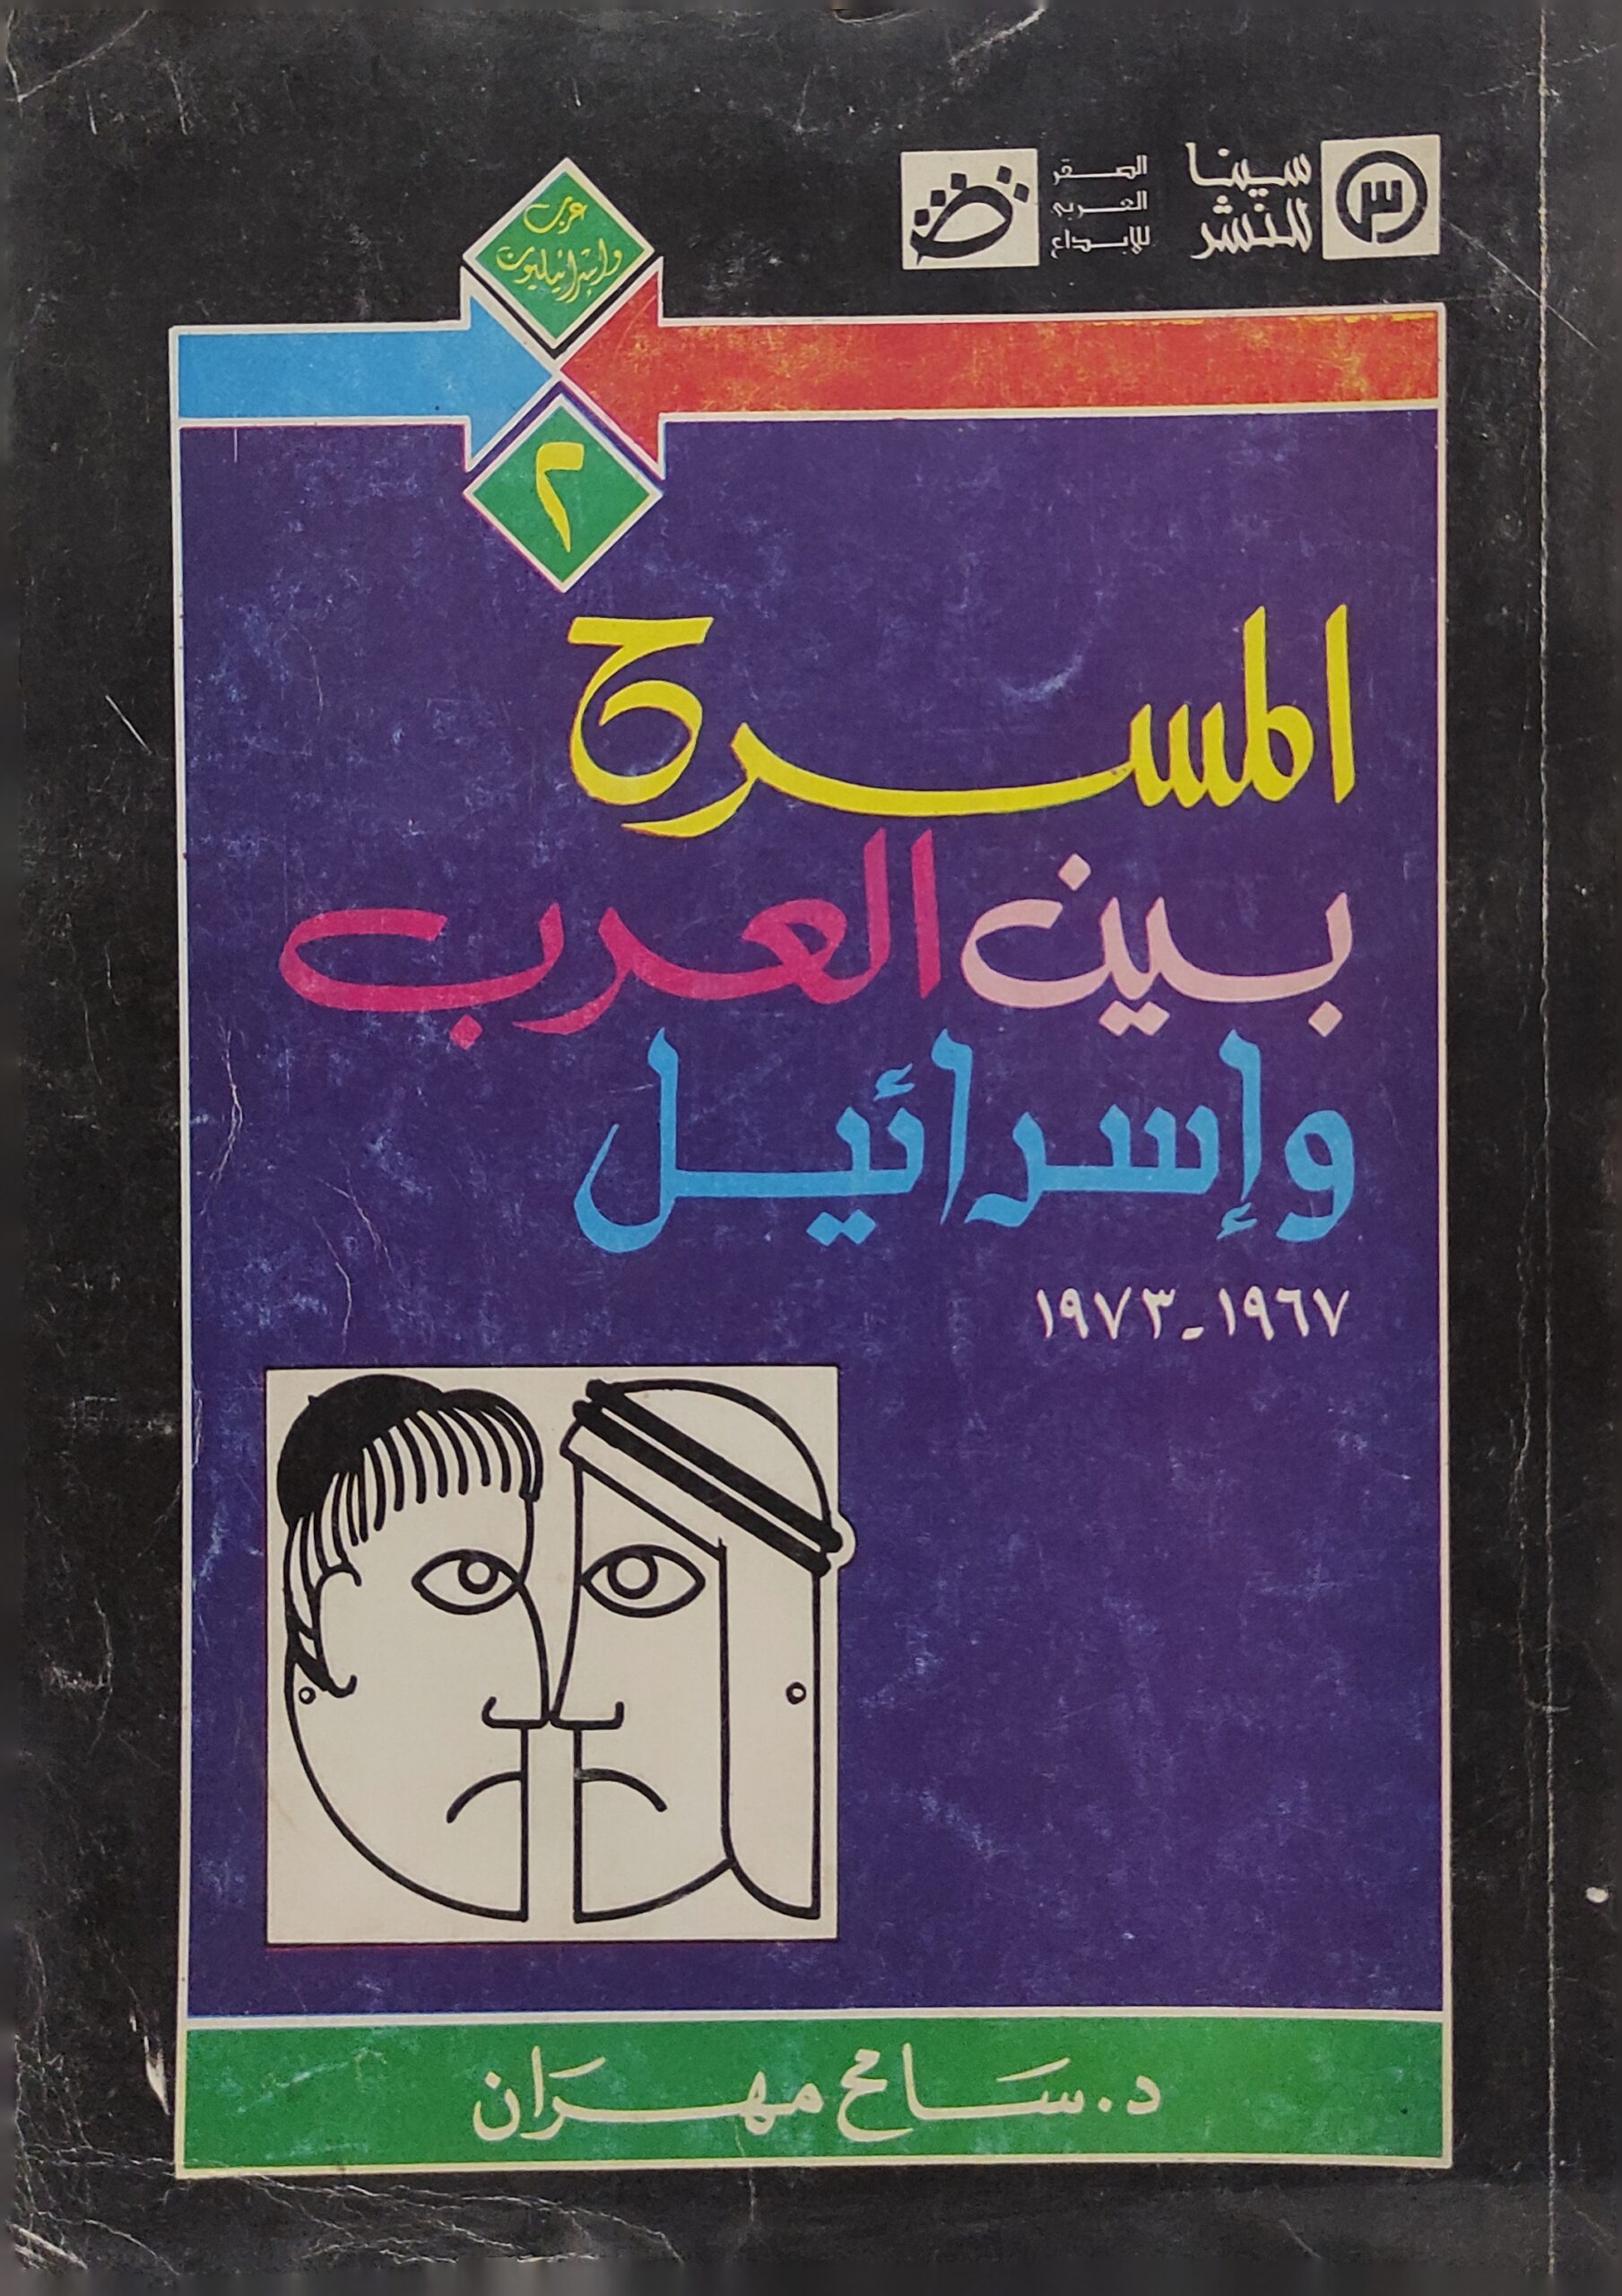 سينا
للنشر
الصقر
العربي
للإبداع
عرب
وإسرائيليون
٢
المسرح
بين العرب
وإسرائيل
١٩٦٧ - ١٩٧٣
د. سامح مهران